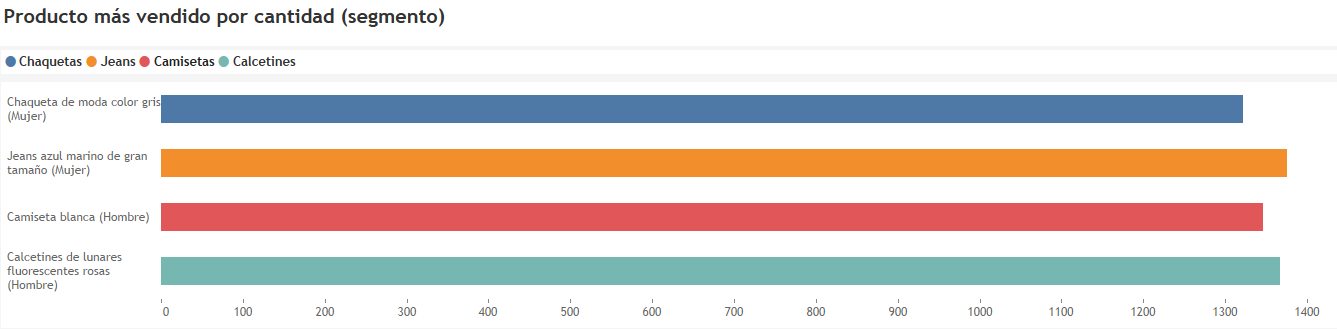 Producto más vendido por cantidad (segmento)
Chaquetas Jeans Camisetas Calcetines
Chaqueta de moda color gris
(Mujer)
Jeans azul marino de gran
tamaño (Mujer)
Camiseta blanca (Hombre)
Calcetines de lunares
fluorescentes rosas
(Hombre)
0 100 200 300 400 500 600 700 800 900 1000 1100 1200 1300 1400